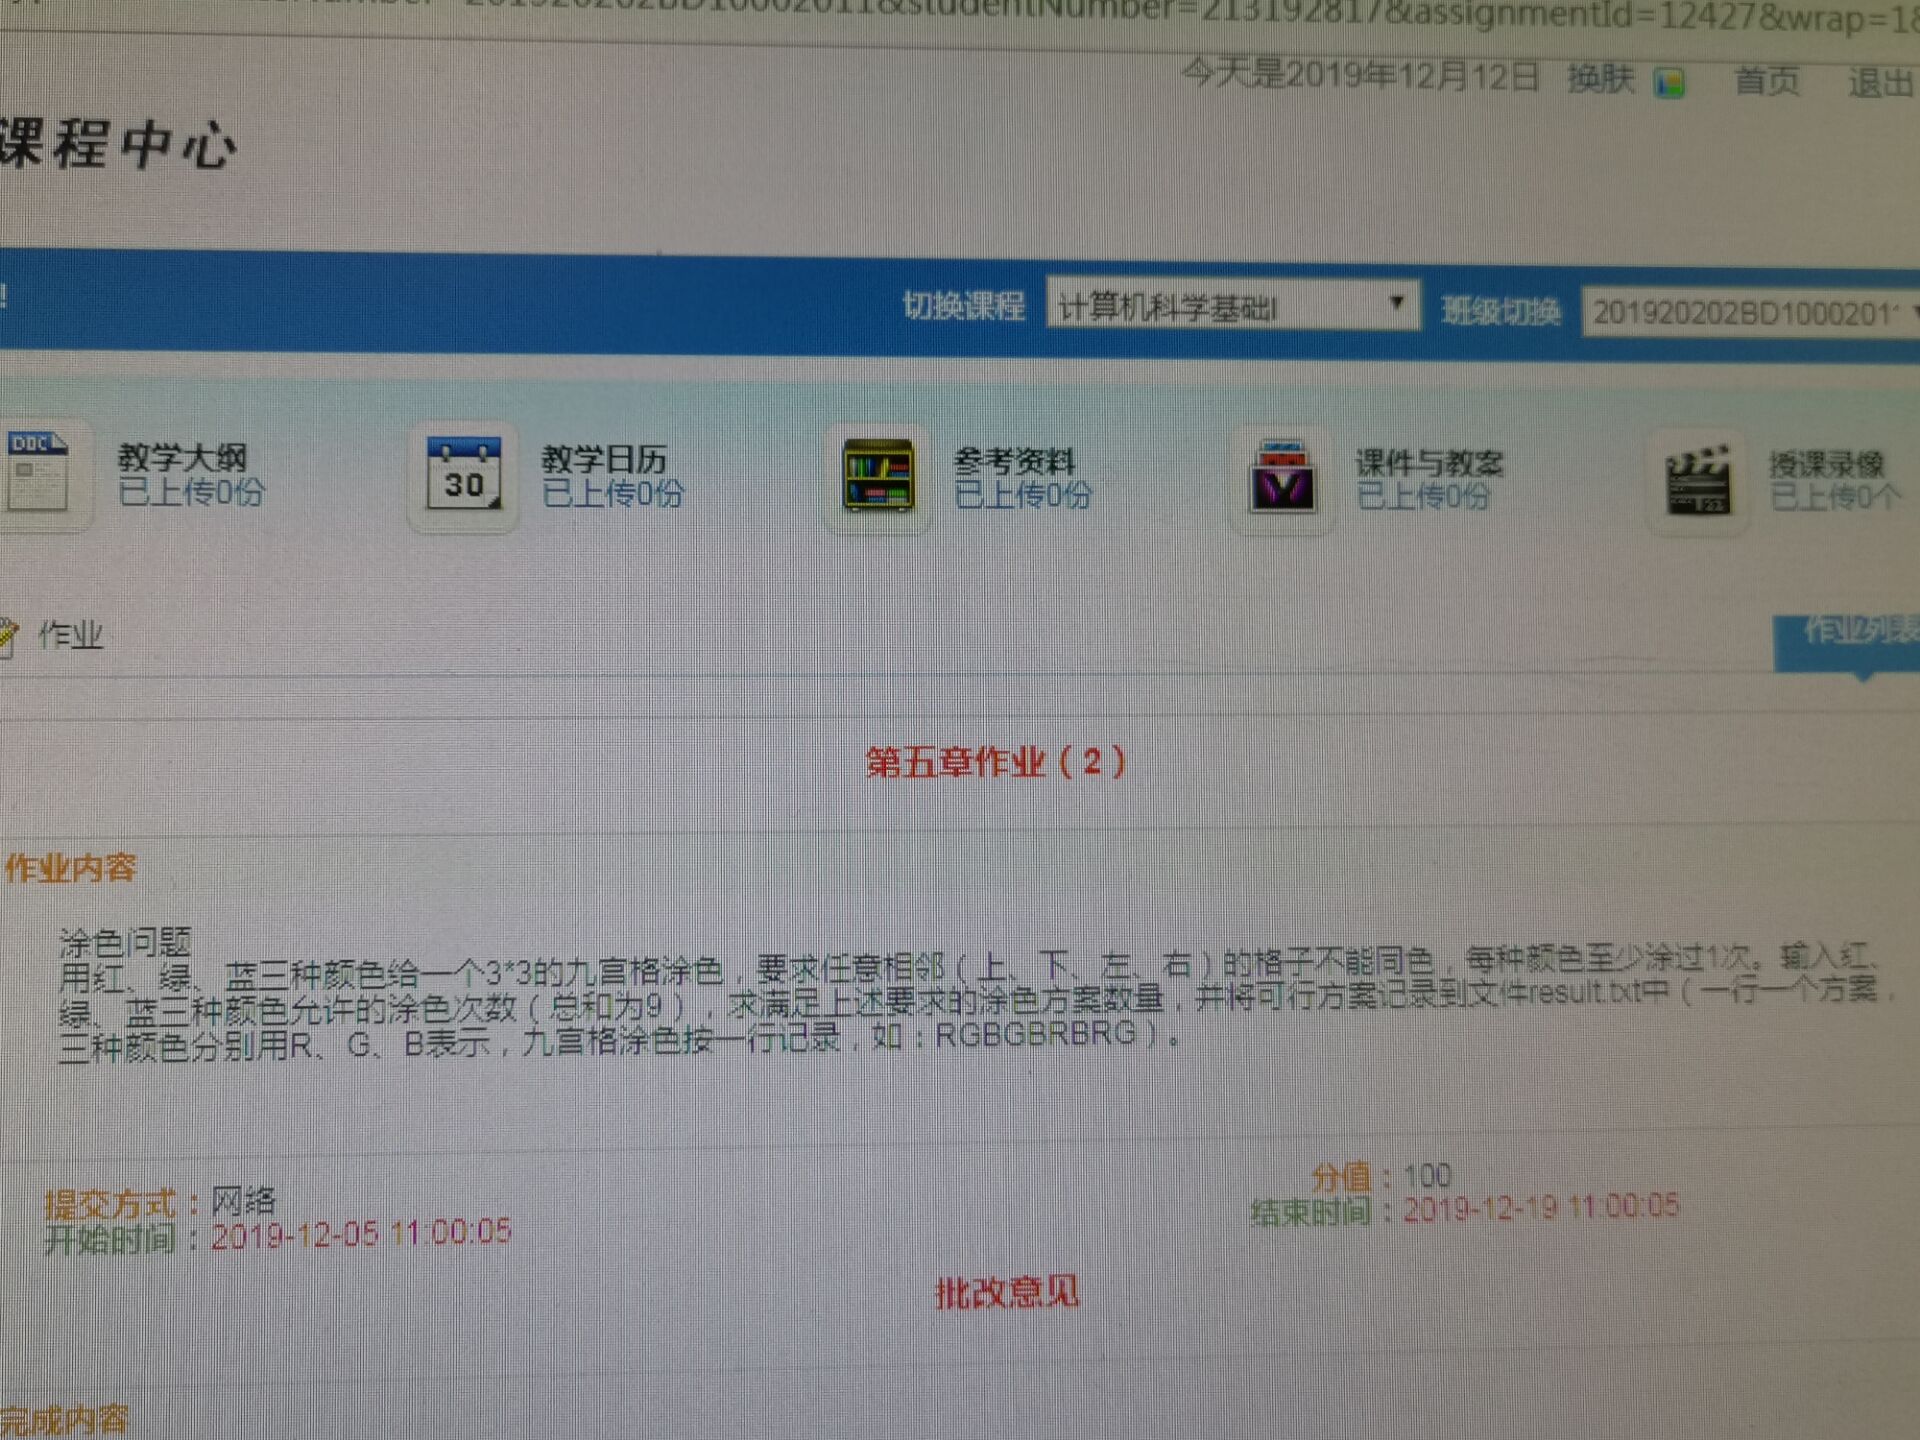 201920202BD10002011&studentNumber=213192817&assignmentId=12427&wrap=18
今天是2019年12月12日 换肤 首页 退出
课程中心
! 切换课程 计算机科学基础I 班级切换 201920202BD1000201
DOC 教学大纲 30 教学日历 参考资料 课件与教案 授课录像
已上传0份 已上传0份 已上传0份 已上传0份 已上传0个
作业 作业列表
第五章作业（2）
作业内容
涂色问题
用红、绿、蓝三种颜色给一个3*3的九宫格涂色，要求任意相邻（上、下、左、右）的格子不能同色，每种颜色至少涂过1次。输入红、
绿、蓝三种颜色允许的涂色次数（总和为9），求满足上述要求的涂色方案数量，并将可行方案记录到文件result.txt中（一行一个方案，
三种颜色分别用R、G、B表示，九宫格涂色按一行记录，如：RGBGBRBRG）。
提交方式：网络 分值：100
开始时间：2019-12-05 11:00:05 结束时间：2019-12-19 11:00:05
批改意见
完成内容